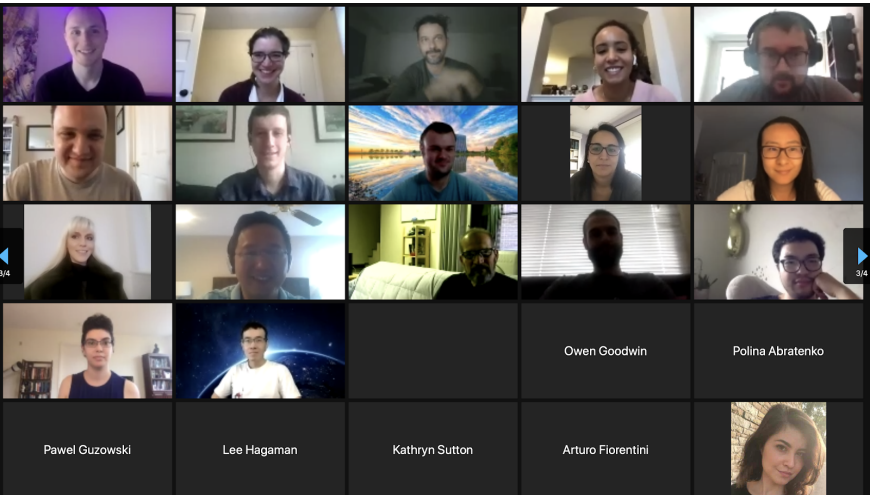 3/4
3/4
Owen Goodwin
Polina Abratenko
Pawel Guzowski
Lee Hagaman
Kathryn Sutton
Arturo Fiorentini